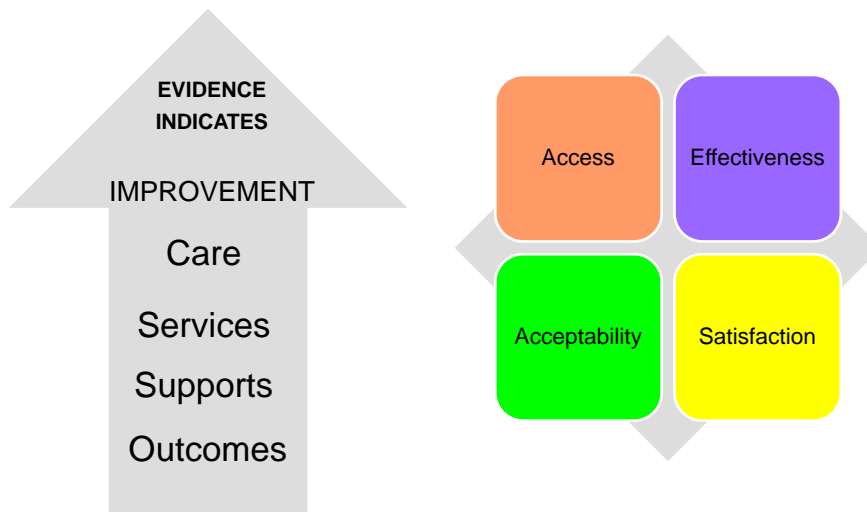 EVIDENCE
INDICATES
IMPROVEMENT
Care
Services
Supports
Outcomes
Access
Effectiveness
Acceptability
Satisfaction